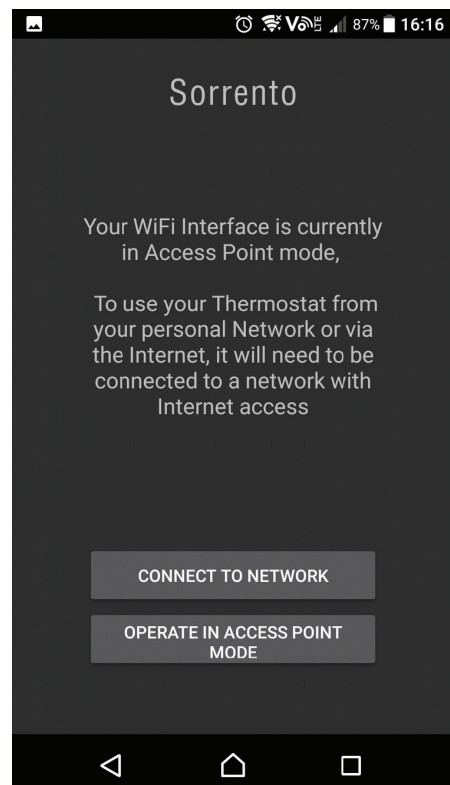 VoLTE 87% 16:16
Sorrento
Your WiFi Interface is currently
in Access Point mode,
To use your Thermostat from
your personal Network or via
the Internet, it will need to be
connected to a network with
Internet access
CONNECT TO NETWORK
OPERATE IN ACCESS POINT
MODE